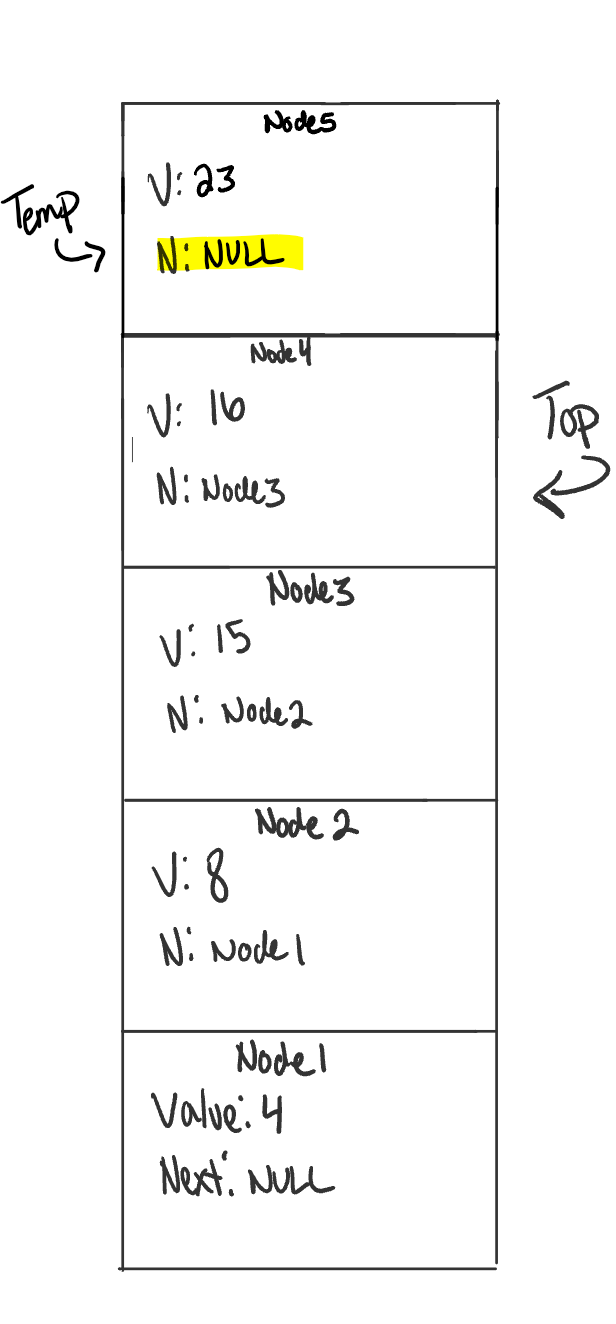 Node5
V: 23
Temp
N: NULL
Node4
V: 16
Top
N: Node3
Node3
V: 15
N: Node2
Node 2
V: 8
N: Node1
Node1
Value: 4
Next: NULL